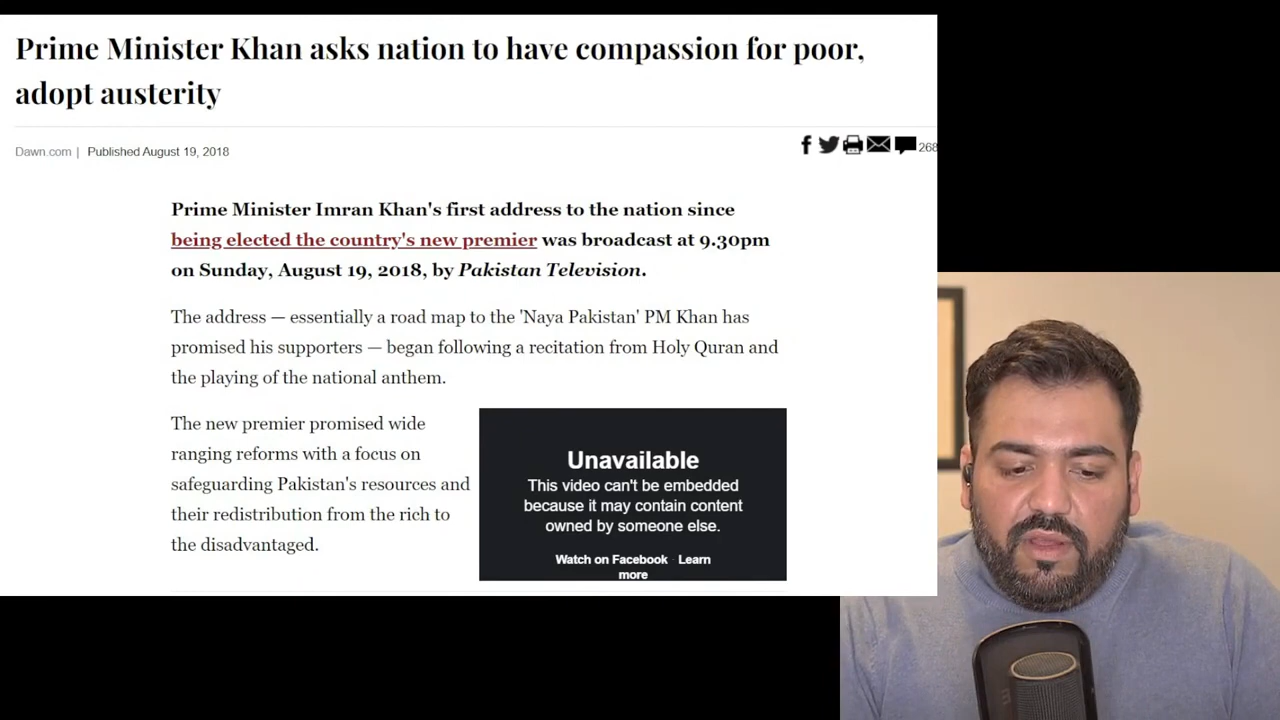 Prime Minister Khan asks nation to have compassion for poor,
adopt austerity
Dawn.com | Published August 19, 2018
268
Prime Minister Imran Khan's first address to the nation since
being elected the country's new premier was broadcast at 9.30pm
on Sunday, August 19, 2018, by Pakistan Television.
The address — essentially a road map to the 'Naya Pakistan' PM Khan has
promised his supporters — began following a recitation from Holy Quran and
the playing of the national anthem.
The new premier promised wide
ranging reforms with a focus on
safeguarding Pakistan's resources and
their redistribution from the rich to
the disadvantaged.
Unavailable
This video can't be embedded
because it may contain content
owned by someone else.
Watch on Facebook · Learn
more